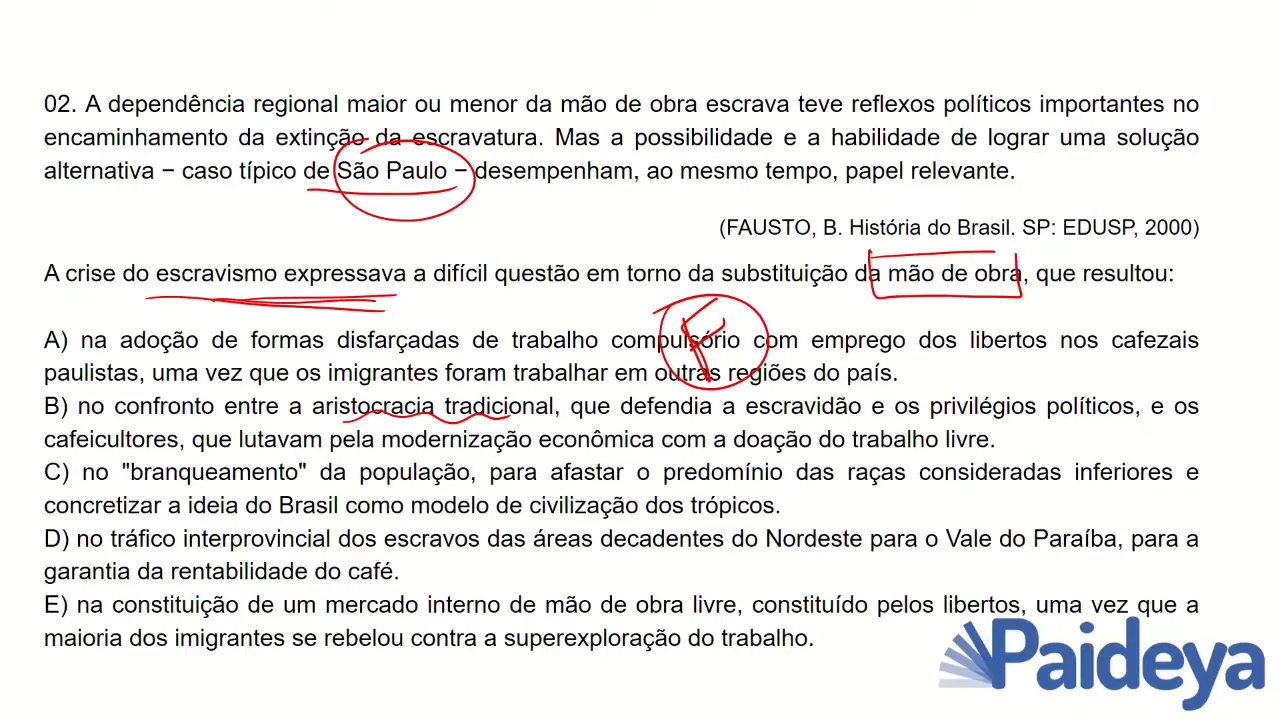 02. A dependência regional maior ou menor da mão de obra escrava teve reflexos políticos importantes no
encaminhamento da extinção da escravatura. Mas a possibilidade e a habilidade de lograr uma solução
alternativa − caso típico de São Paulo − desempenham, ao mesmo tempo, papel relevante.
(FAUSTO, B. História do Brasil. SP: EDUSP, 2000)
A crise do escravismo expressava a difícil questão em torno da substituição da mão de obra, que resultou:
A) na adoção de formas disfarçadas de trabalho compulsório com emprego dos libertos nos cafezais
paulistas, uma vez que os imigrantes foram trabalhar em outras regiões do país.
B) no confronto entre a aristocracia tradicional, que defendia a escravidão e os privilégios políticos, e os
cafeicultores, que lutavam pela modernização econômica com a doação do trabalho livre.
C) no "branqueamento" da população, para afastar o predomínio das raças consideradas inferiores e
concretizar a ideia do Brasil como modelo de civilização dos trópicos.
D) no tráfico interprovincial dos escravos das áreas decadentes do Nordeste para o Vale do Paraíba, para a
garantia da rentabilidade do café.
E) na constituição de um mercado interno de mão de obra livre, constituído pelos libertos, uma vez que a
maioria dos imigrantes se rebelou contra a superexploração do trabalho.
Paideya